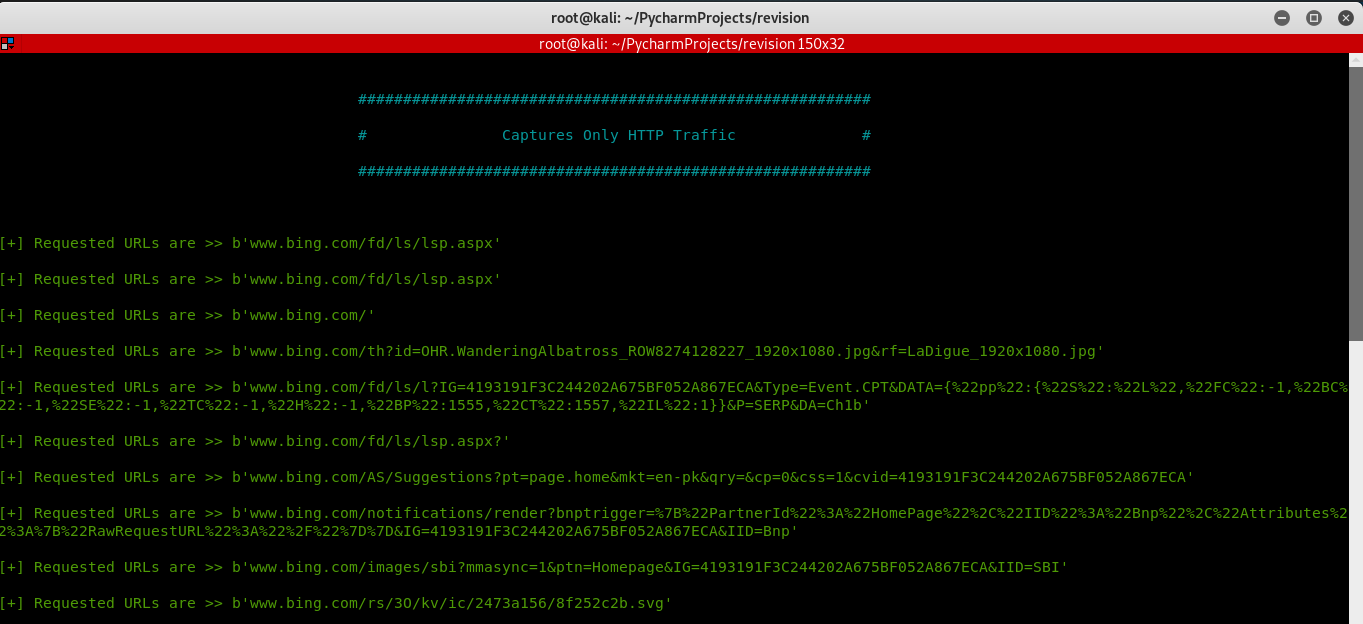 root@kali: ~/PycharmProjects/revision
root@kali: ~/PycharmProjects/revision 150x32
#########################################################
# Captures Only HTTP Traffic #
#########################################################
[+] Requested URLs are >> b'www.bing.com/fd/ls/lsp.aspx'
[+] Requested URLs are >> b'www.bing.com/fd/ls/lsp.aspx'
[+] Requested URLs are >> b'www.bing.com/'
[+] Requested URLs are >> b'www.bing.com/th?id=OHR.WanderingAlbatross_ROW8274128227_1920x1080.jpg&rf=LaDigue_1920x1080.jpg'
[+] Requested URLs are >> b'www.bing.com/fd/ls/l?IG=4193191F3C244202A675BF052A867ECA&Type=Event.CPT&DATA={%22pp%22:{%22S%22:%22L%22,%22FC%22:-1,%22BC%
22:-1,%22SE%22:-1,%22TC%22:-1,%22H%22:-1,%22BP%22:1555,%22CT%22:1557,%22IL%22:1}}&P=SERP&DA=Ch1b'
[+] Requested URLs are >> b'www.bing.com/fd/ls/lsp.aspx?'
[+] Requested URLs are >> b'www.bing.com/AS/Suggestions?pt=page.home&mkt=en-pk&qry=&cp=0&css=1&cvid=4193191F3C244202A675BF052A867ECA'
[+] Requested URLs are >> b'www.bing.com/notifications/render?bnptrigger=%7B%22PartnerId%22%3A%22HomePage%22%2C%22IID%22%3A%22Bnp%22%2C%22Attributes%2
2%3A%7B%22RawRequestURL%22%3A%22%2F%22%7D%7D&IG=4193191F3C244202A675BF052A867ECA&IID=Bnp'
[+] Requested URLs are >> b'www.bing.com/images/sbi?mmasync=1&ptn=Homepage&IG=4193191F3C244202A675BF052A867ECA&IID=SBI'
[+] Requested URLs are >> b'www.bing.com/rs/3O/kv/ic/2473a156/8f252c2b.svg'